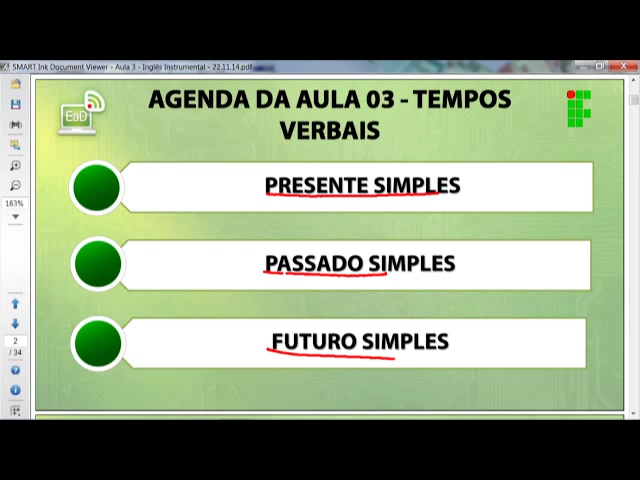 SMART Ink Document Viewer - Aula 3 - Inglês Instrumental - 22.11.14.pdf
EaD
AGENDA DA AULA 03 - TEMPOS
VERBAIS
PRESENTE SIMPLES
163%
PASSADO SIMPLES
FUTURO SIMPLES
2
/ 34